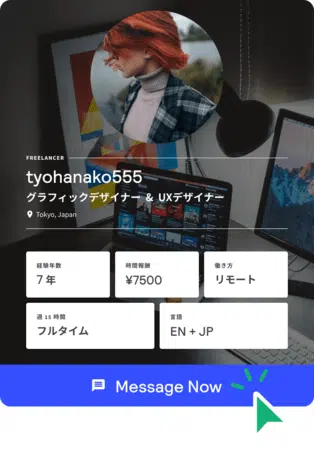 FREELANCER
tyohanako555
グラフィックデザイナー & UXデザイナー
Tokyo, Japan
経験年数
7 年
時間報酬
¥7500
働き方
リモート
週 15 時間
フルタイム
言語
EN + JP
Message Now